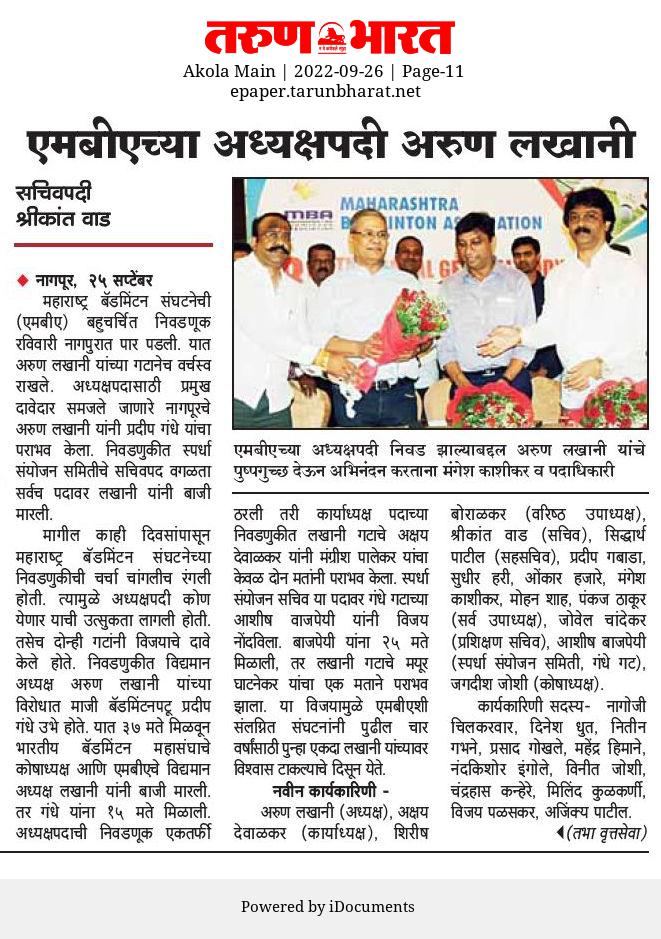 तरुण भारत
Akola Main | 2022-09-26 | Page-11
epaper.tarunbharat.net
एमबीएच्या अध्यक्षपदी अरुण लखानी
सचिवपदी
श्रीकांत वाड
◆ नागपूर, २५ सप्टेंबर
महाराष्ट्र बॅडमिंटन संघटनेची
(एमबीए) बहुचर्चित निवडणूक
रविवारी नागपुरात पार पडली. यात
अरुण लखानी यांच्या गटानेच वर्चस्व
राखले. अध्यक्षपदासाठी प्रमुख
दावेदार समजले जाणारे नागपूरचे
अरुण लखानी यांनी प्रदीप गंधे यांचा
पराभव केला. निवडणुकीत स्पर्धा
संयोजन समितीचे सचिवपद वगळता
सर्वच पदावर लखानी यांनी बाजी
मारली.
मागील काही दिवसांपासून
महाराष्ट्र बॅडमिंटन संघटनेच्या
निवडणुकीची चर्चा चांगलीच रंगली
होती. त्यामुळे अध्यक्षपदी कोण
येणार याची उत्सुकता लागली होती.
तसेच दोन्ही गटांनी विजयाचे दावे
केले होते. निवडणुकीत विद्यमान
अध्यक्ष अरुण लखानी यांच्या
विरोधात माजी बॅडमिंनपटू प्रदीप
गंधे उभे होते. यात ३७ मते मिळवून
भारतीय बॅडमिंटन महासंघाचे
कोषाध्यक्ष आणि एमबीएचे विद्यमान
अध्यक्ष लखानी यांनी बाजी मारली.
तर गंधे यांना १५ मते मिळाली.
अध्यक्षपदाची निवडणूक एकतर्फी
MBA
MAHARASHTRA
B DMINTON ASSOCIATION
एमबीएच्या अध्यक्षपदी निवड झाल्याबद्दल अरुण लखानी यांचे
पुष्पगुच्छ देऊन अभिनंदन करताना मंगेश काशीकर व पदाधिकारी
ठरली तरी कार्याध्यक्ष पदाच्या
निवडणुकीत लखानी गटाचे अक्षय
देवाळकर यांनी मंग्रीश पालेकर यांचा
केवळ दोन मतांनी पराभव केला. स्पर्धा
संयोजन सचिव या पदावर गंधे गटाच्या
आशीष वाजपेयी यांनी विजय
नोंदविला. बाजपेयी यांना २५ मते
मिळाली, तर लखानी गटाचे मयूर
घाटनेकर यांचा एक मताने पराभव
झाला. या विजयामुळे एमबीएशी
संलग्नित संघटनांनी पुढील चार
वर्षांसाठी पुन्हा एकदा लखानी यांच्यावर
विश्वास टाकल्याचे दिसून येते.
नवीन कार्यकारिणी -
अरुण लखानी (अध्यक्ष), अक्षय
देवाळकर (कार्याध्यक्ष), शिरीष
बोराळकर (वरिष्ठ उपाध्यक्ष),
श्रीकांत वाड (सचिव), सिद्धार्थ
पाटील (सहसचिव), प्रदीप गबाडा,
सुधीर हरी, ओंकार हजारे, मंगेश
काशीकर, मोहन शाह, पंकज ठाकूर
(सर्व उपाध्यक्ष), जोवेल चांदेकर
(प्रशिक्षण सचिव), आशीष बाजपेयी
(स्पर्धा संयोजन समिती, गंधे गट),
जगदीश जोशी (कोषाध्यक्ष).
कार्यकारिणी सदस्य- नागोजी
चिलकरवार, दिनेश धुत, नितीन
गभने, प्रसाद गोखले, महेंद्र हिमाने,
नंदकिशोर इंगोले, विनीत जोशी,
चंद्रहास कन्हेरे, मिलिंद कुळकर्णी,
विजय पळसकर, अजिंक्य पाटील.
◀(तभा वृत्तसेवा)
Powered by iDocuments